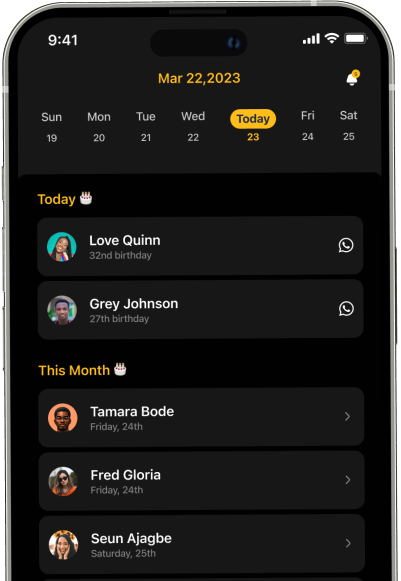 9:41
Mar 22,2023
Sun Mon Tue Wed Today Fri Sat
19 20 21 22 23 24 25
Today
Love Quinn
32nd birthday
Grey Johnson
27th birthday
This Month
Tamara Bode
Friday, 24th
Fred Gloria
Friday, 24th
Seun Ajagbe
Saturday, 25th